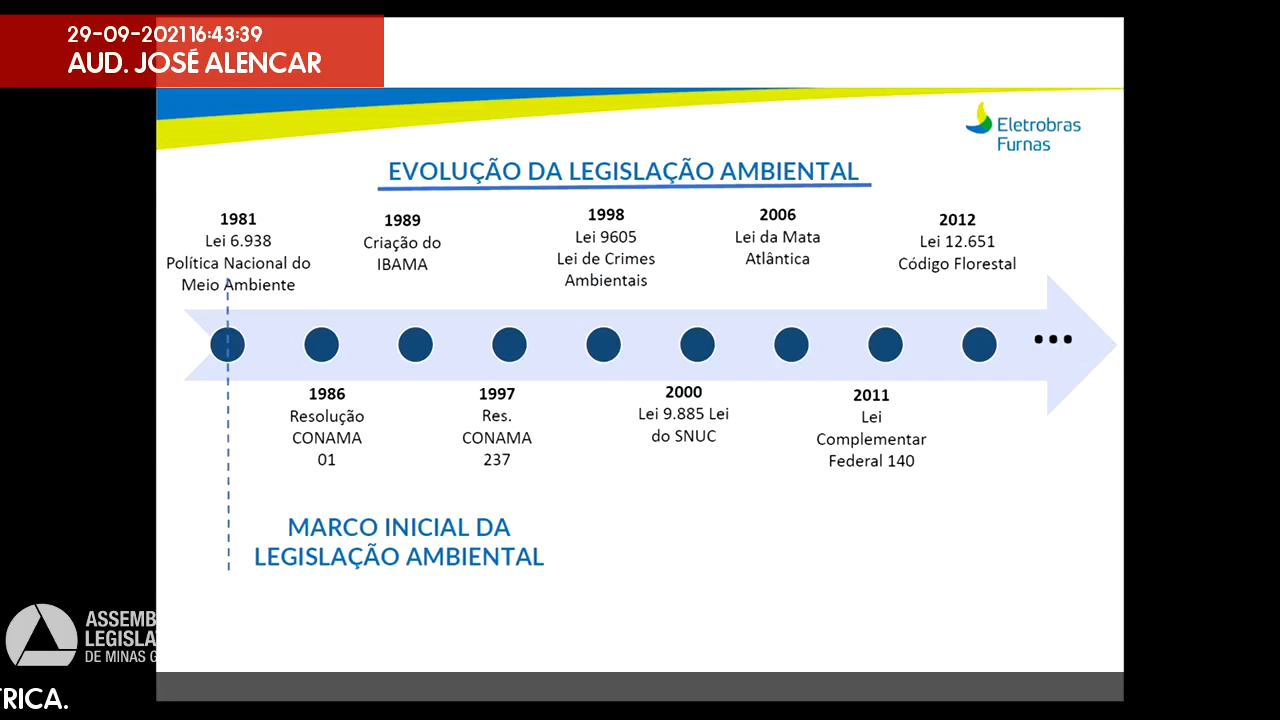 29-09-2021 16:43:39
AUD. JOSÉ ALENCAR
Eletrobras
Furnas
EVOLUÇÃO DA LEGISLAÇÃO AMBIENTAL
1981
Lei 6.938
Política Nacional do
Meio Ambiente
1989
Criação do
IBAMA
1998
Lei 9605
Lei de Crimes
Ambientais
2006
Lei da Mata
Atlântica
2012
Lei 12.651
Código Florestal
...
1986
Resolução
CONAMA
01
1997
Res.
CONAMA
237
2000
Lei 9.885 Lei
do SNUC
2011
Lei
Complementar
Federal 140
MARCO INICIAL DA
LEGISLAÇÃO AMBIENTAL
ASSEMB
LEGISLA
DE MINAS G
TRICA.